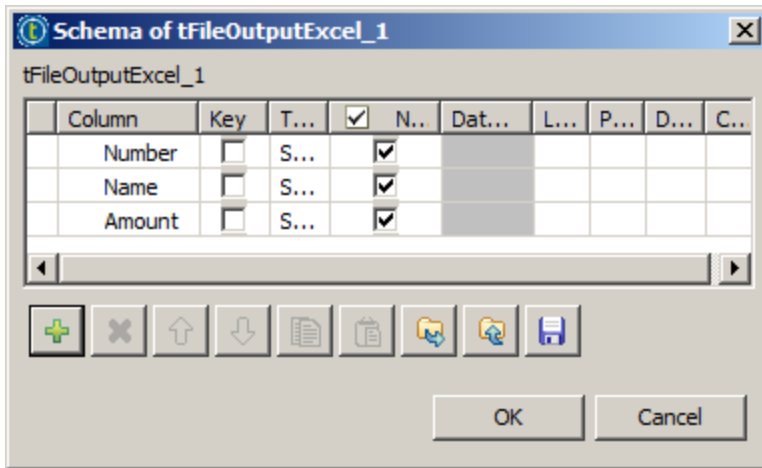 Schema of tFileOutputExcel_1
tFileOutputExcel_1
Column Key T... N... Dat... L... P... D... C...
Number S...
Name S...
Amount S...
OK Cancel